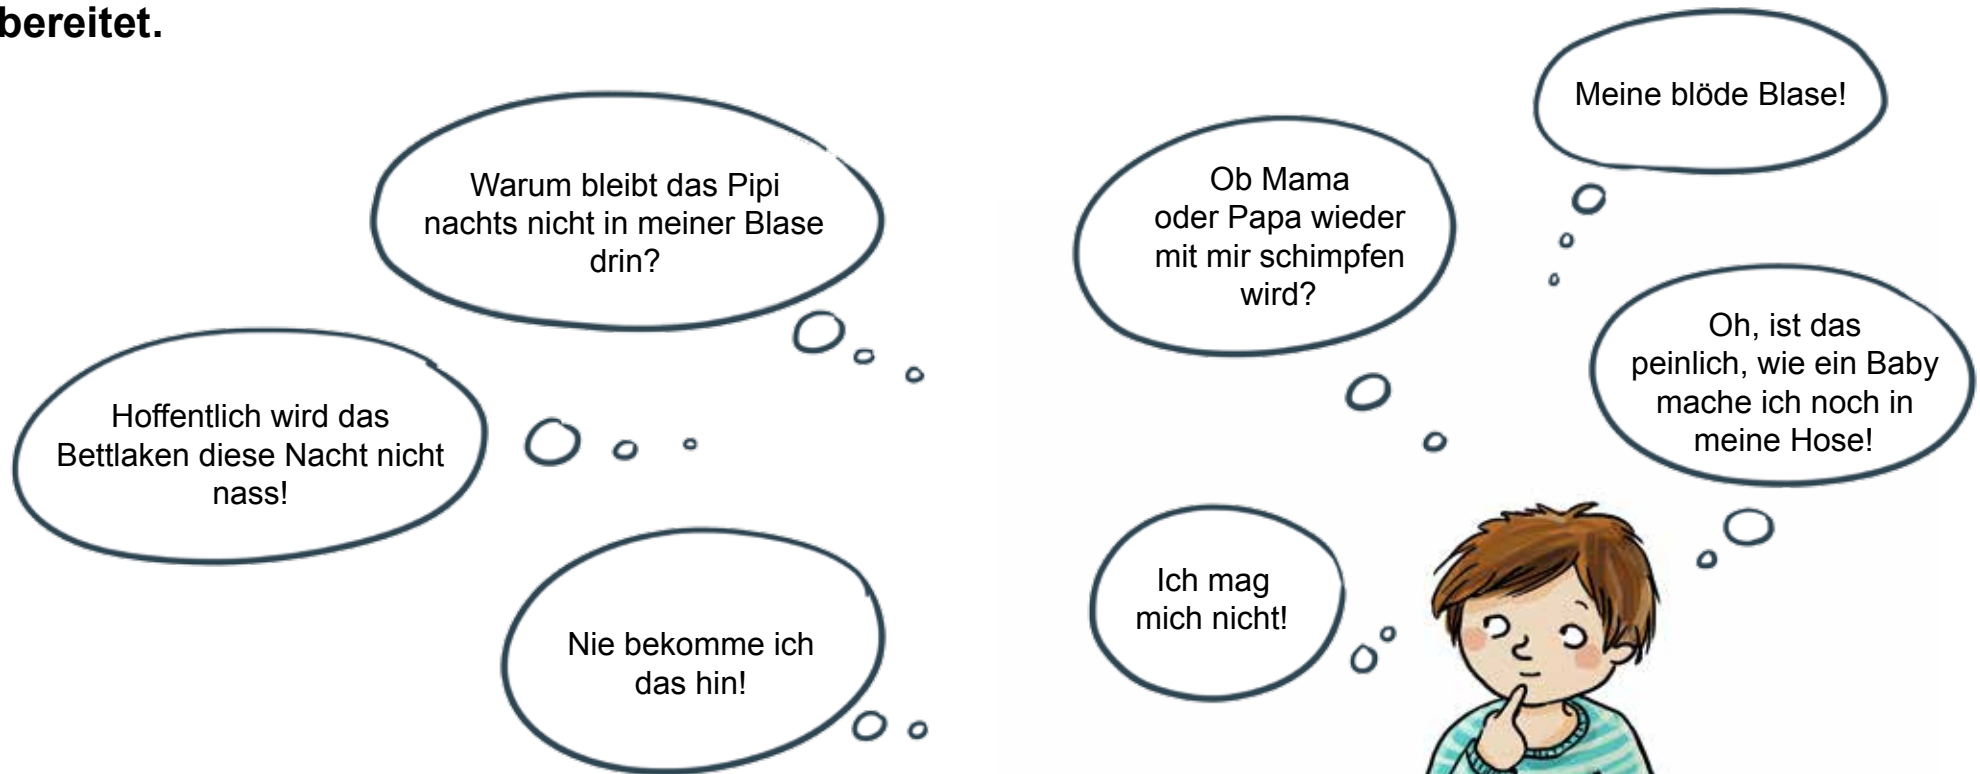 bereitet.
Warum bleibt das Pipi
nachts nicht in meiner Blase
drin?
Hoffentlich wird das
Bettlaken diese Nacht nicht
nass!
Nie bekomme ich
das hin!
Meine blöde Blase!
Ob Mama
oder Papa wieder
mit mir schimpfen
wird?
Oh, ist das
peinlich, wie ein Baby
mache ich noch in
meine Hose!
Ich mag
mich nicht!